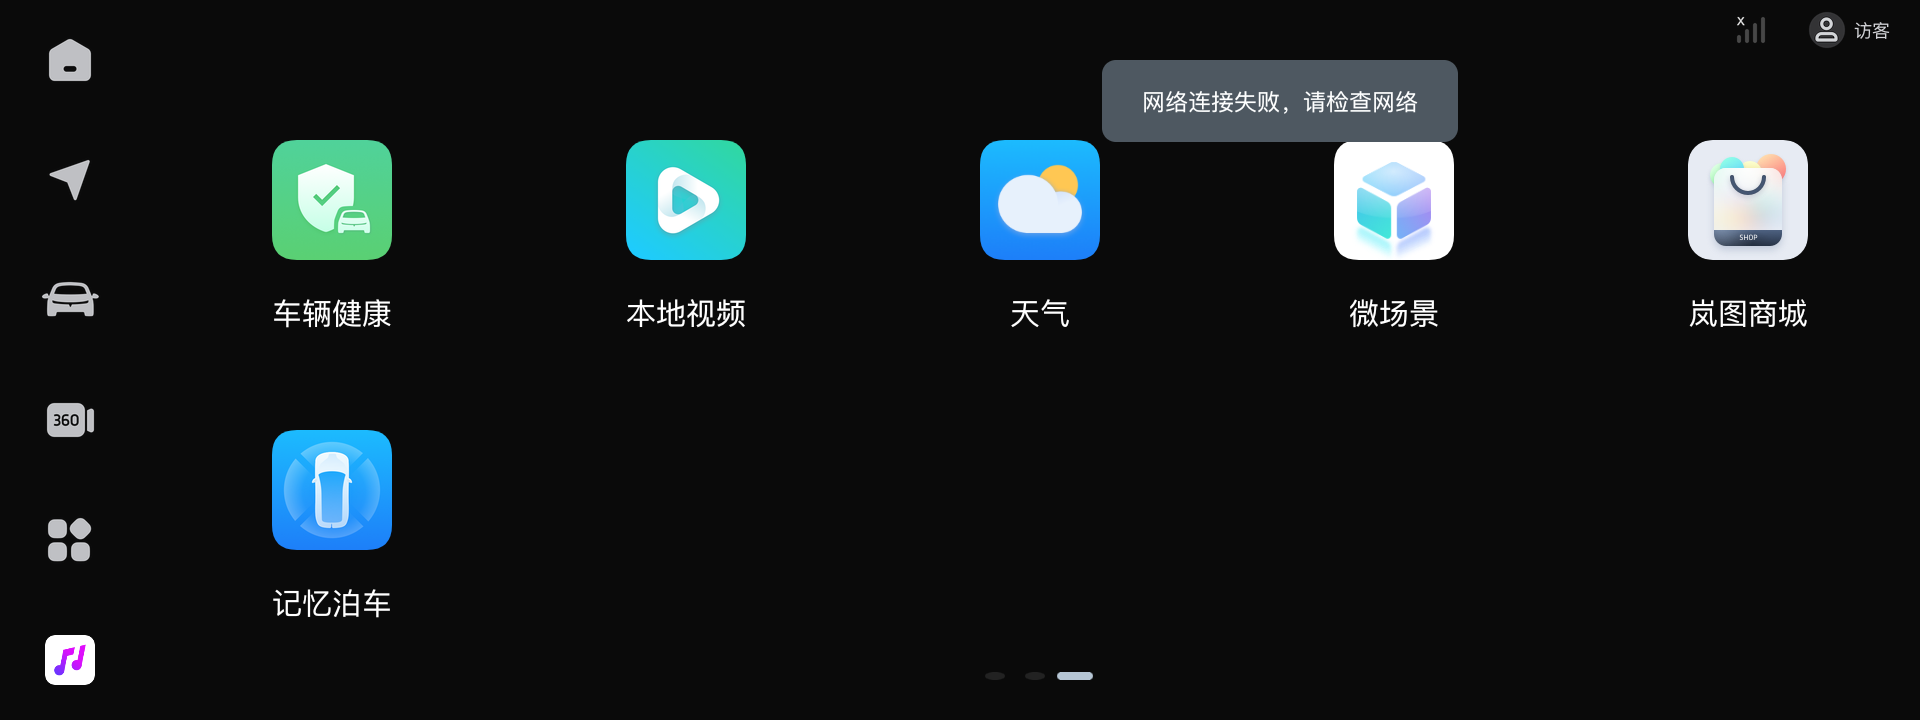 x
访客
网络连接失败，请检查网络
SHOP
车辆健康
本地视频
天气
微场景
岚图商城
360
记忆泊车